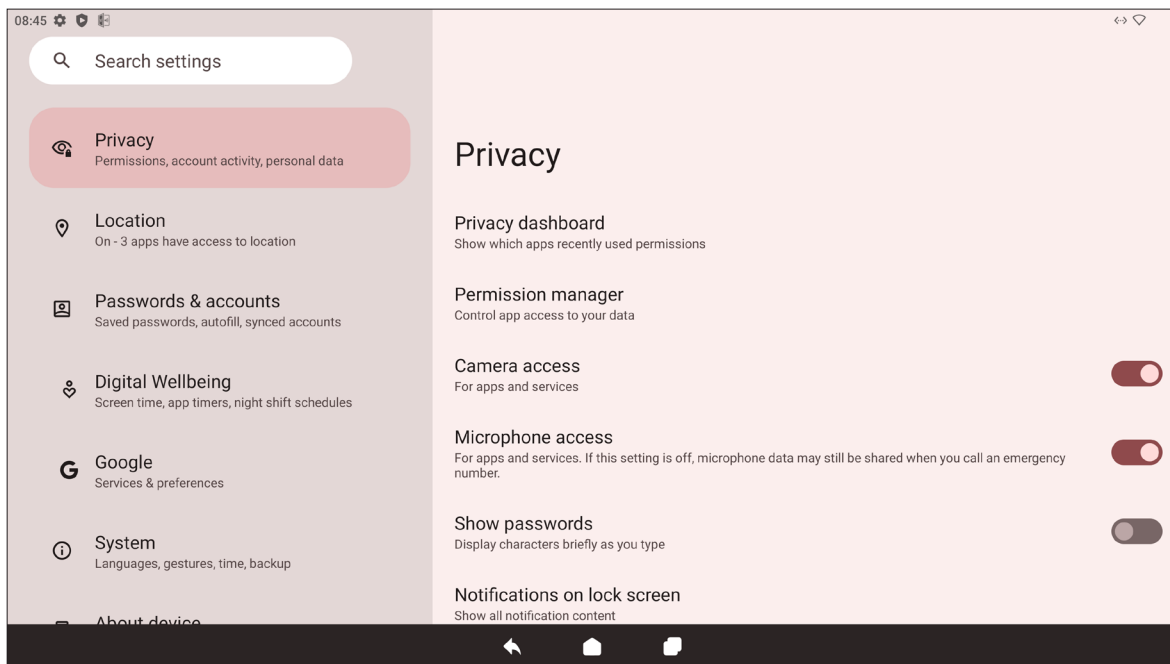 08:45
Search settings
Privacy
Permissions, account activity, personal data
Location
On - 3 apps have access to location
Passwords & accounts
Saved passwords, autofill, synced accounts
Digital Wellbeing
Screen time, app timers, night shift schedules
Google
Services & preferences
System
Languages, gestures, time, backup
About device
Privacy
Privacy dashboard
Show which apps recently used permissions
Permission manager
Control app access to your data
Camera access
For apps and services
Microphone access
For apps and services. If this setting is off, microphone data may still be shared when you call an emergency
number.
Show passwords
Display characters briefly as you type
Notifications on lock screen
Show all notification content